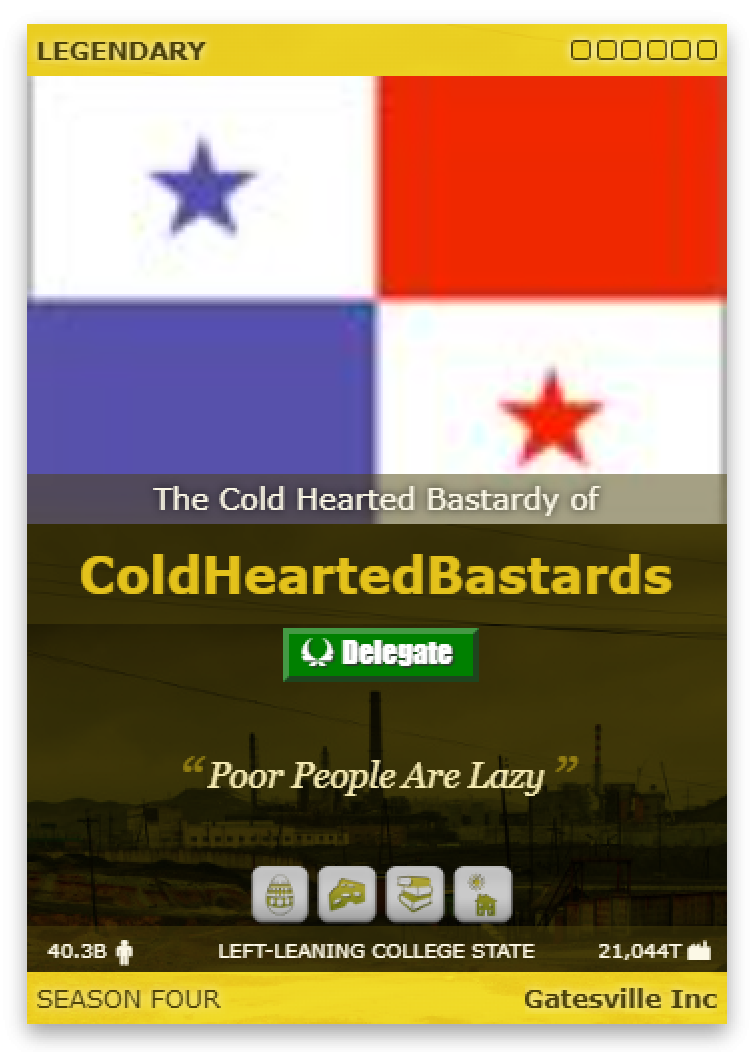 LEGENDARY
The Cold Hearted Bastardy of
ColdHeartedBastards
Delegate
“Poor People Are Lazy”
40.3B LEFT-LEANING COLLEGE STATE 21,044T
SEASON FOUR Gatesville Inc